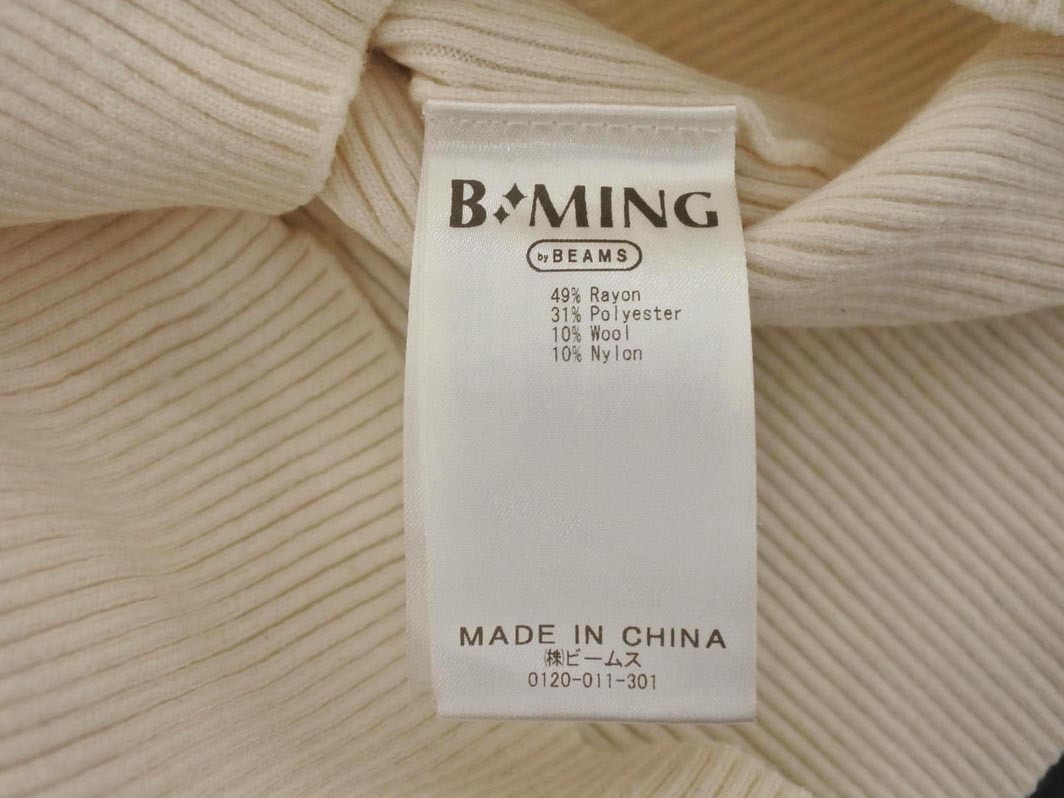 B MING
by BEAMS
49% Rayon
31% Polyester
10% Wool
10% Nylon
MADE IN CHINA
㈱ビームス
0120-011-301